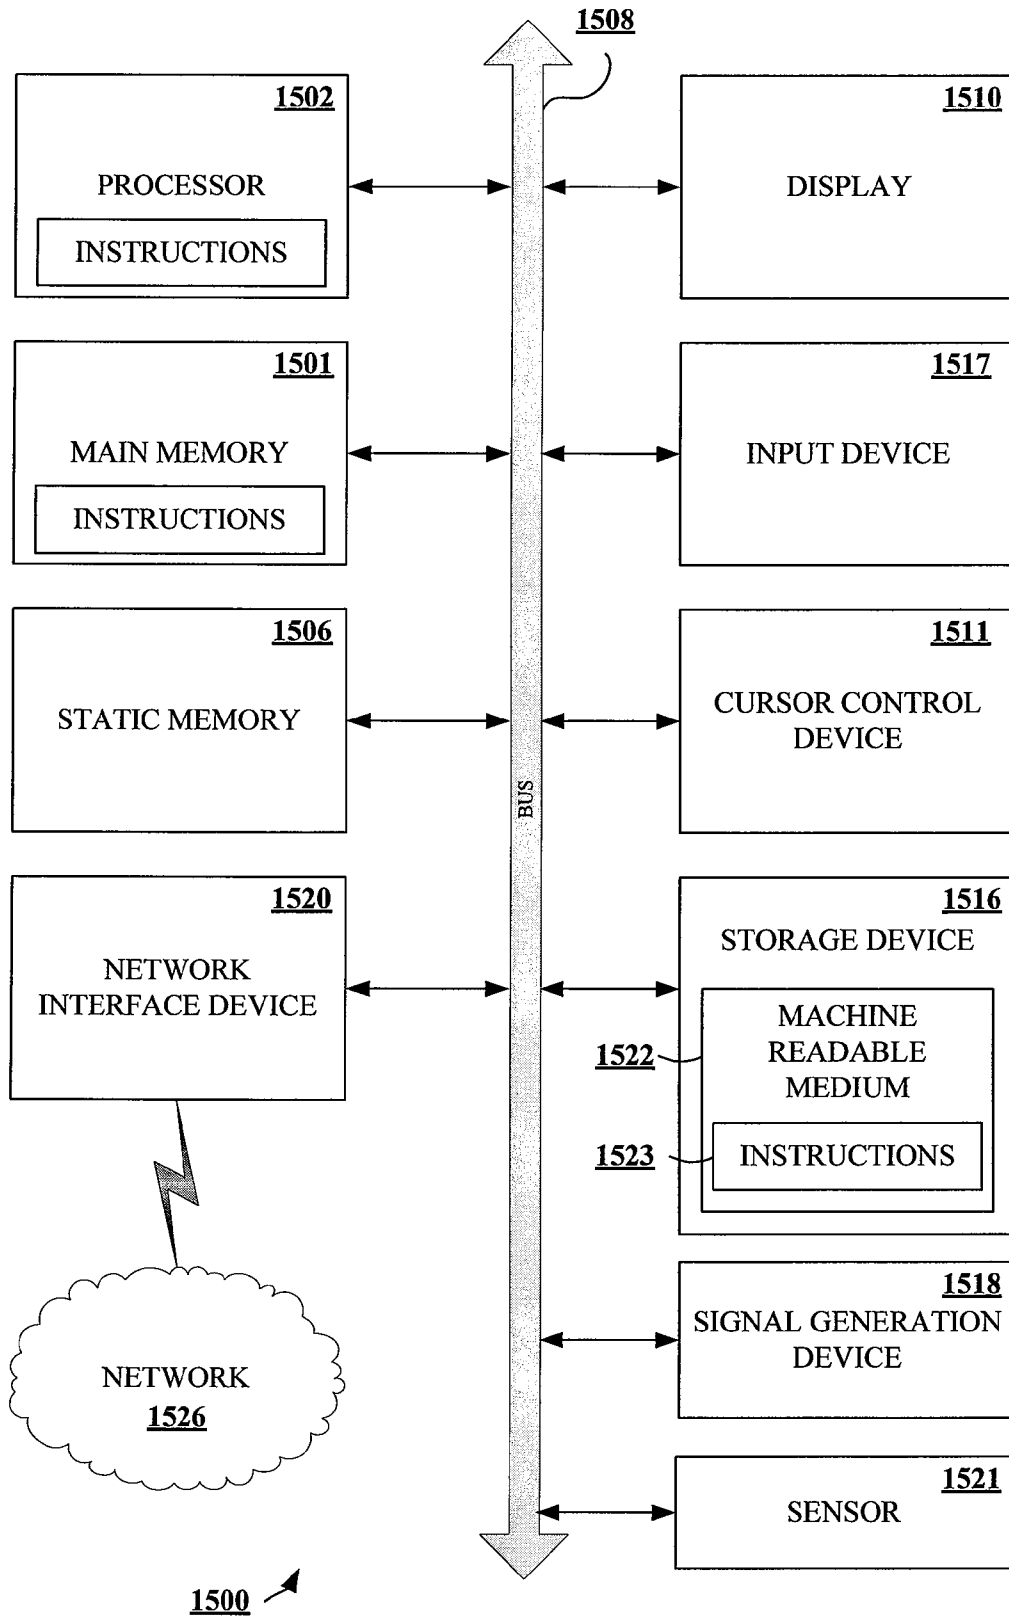 1508
1502
PROCESSOR
INSTRUCTIONS
1510
DISPLAY
1501
MAIN MEMORY
INSTRUCTIONS
1517
INPUT DEVICE
1506
STATIC MEMORY
1511
CURSOR CONTROL
DEVICE
BUS
1520
NETWORK
INTERFACE DEVICE
1516
STORAGE DEVICE
MACHINE
READABLE
MEDIUM
1522
INSTRUCTIONS
1523
1518
SIGNAL GENERATION
DEVICE
NETWORK
1526
1521
SENSOR
1500